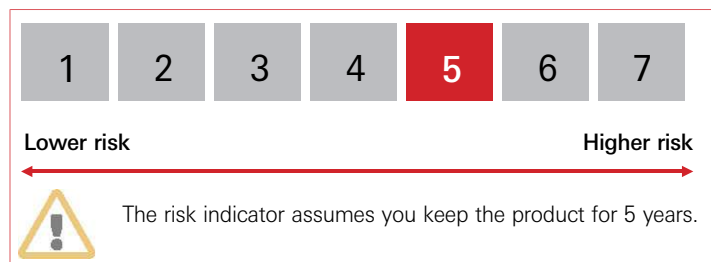 1 2 3 4 5 6 7
Lower risk Higher risk
The risk indicator assumes you keep the product for 5 years.